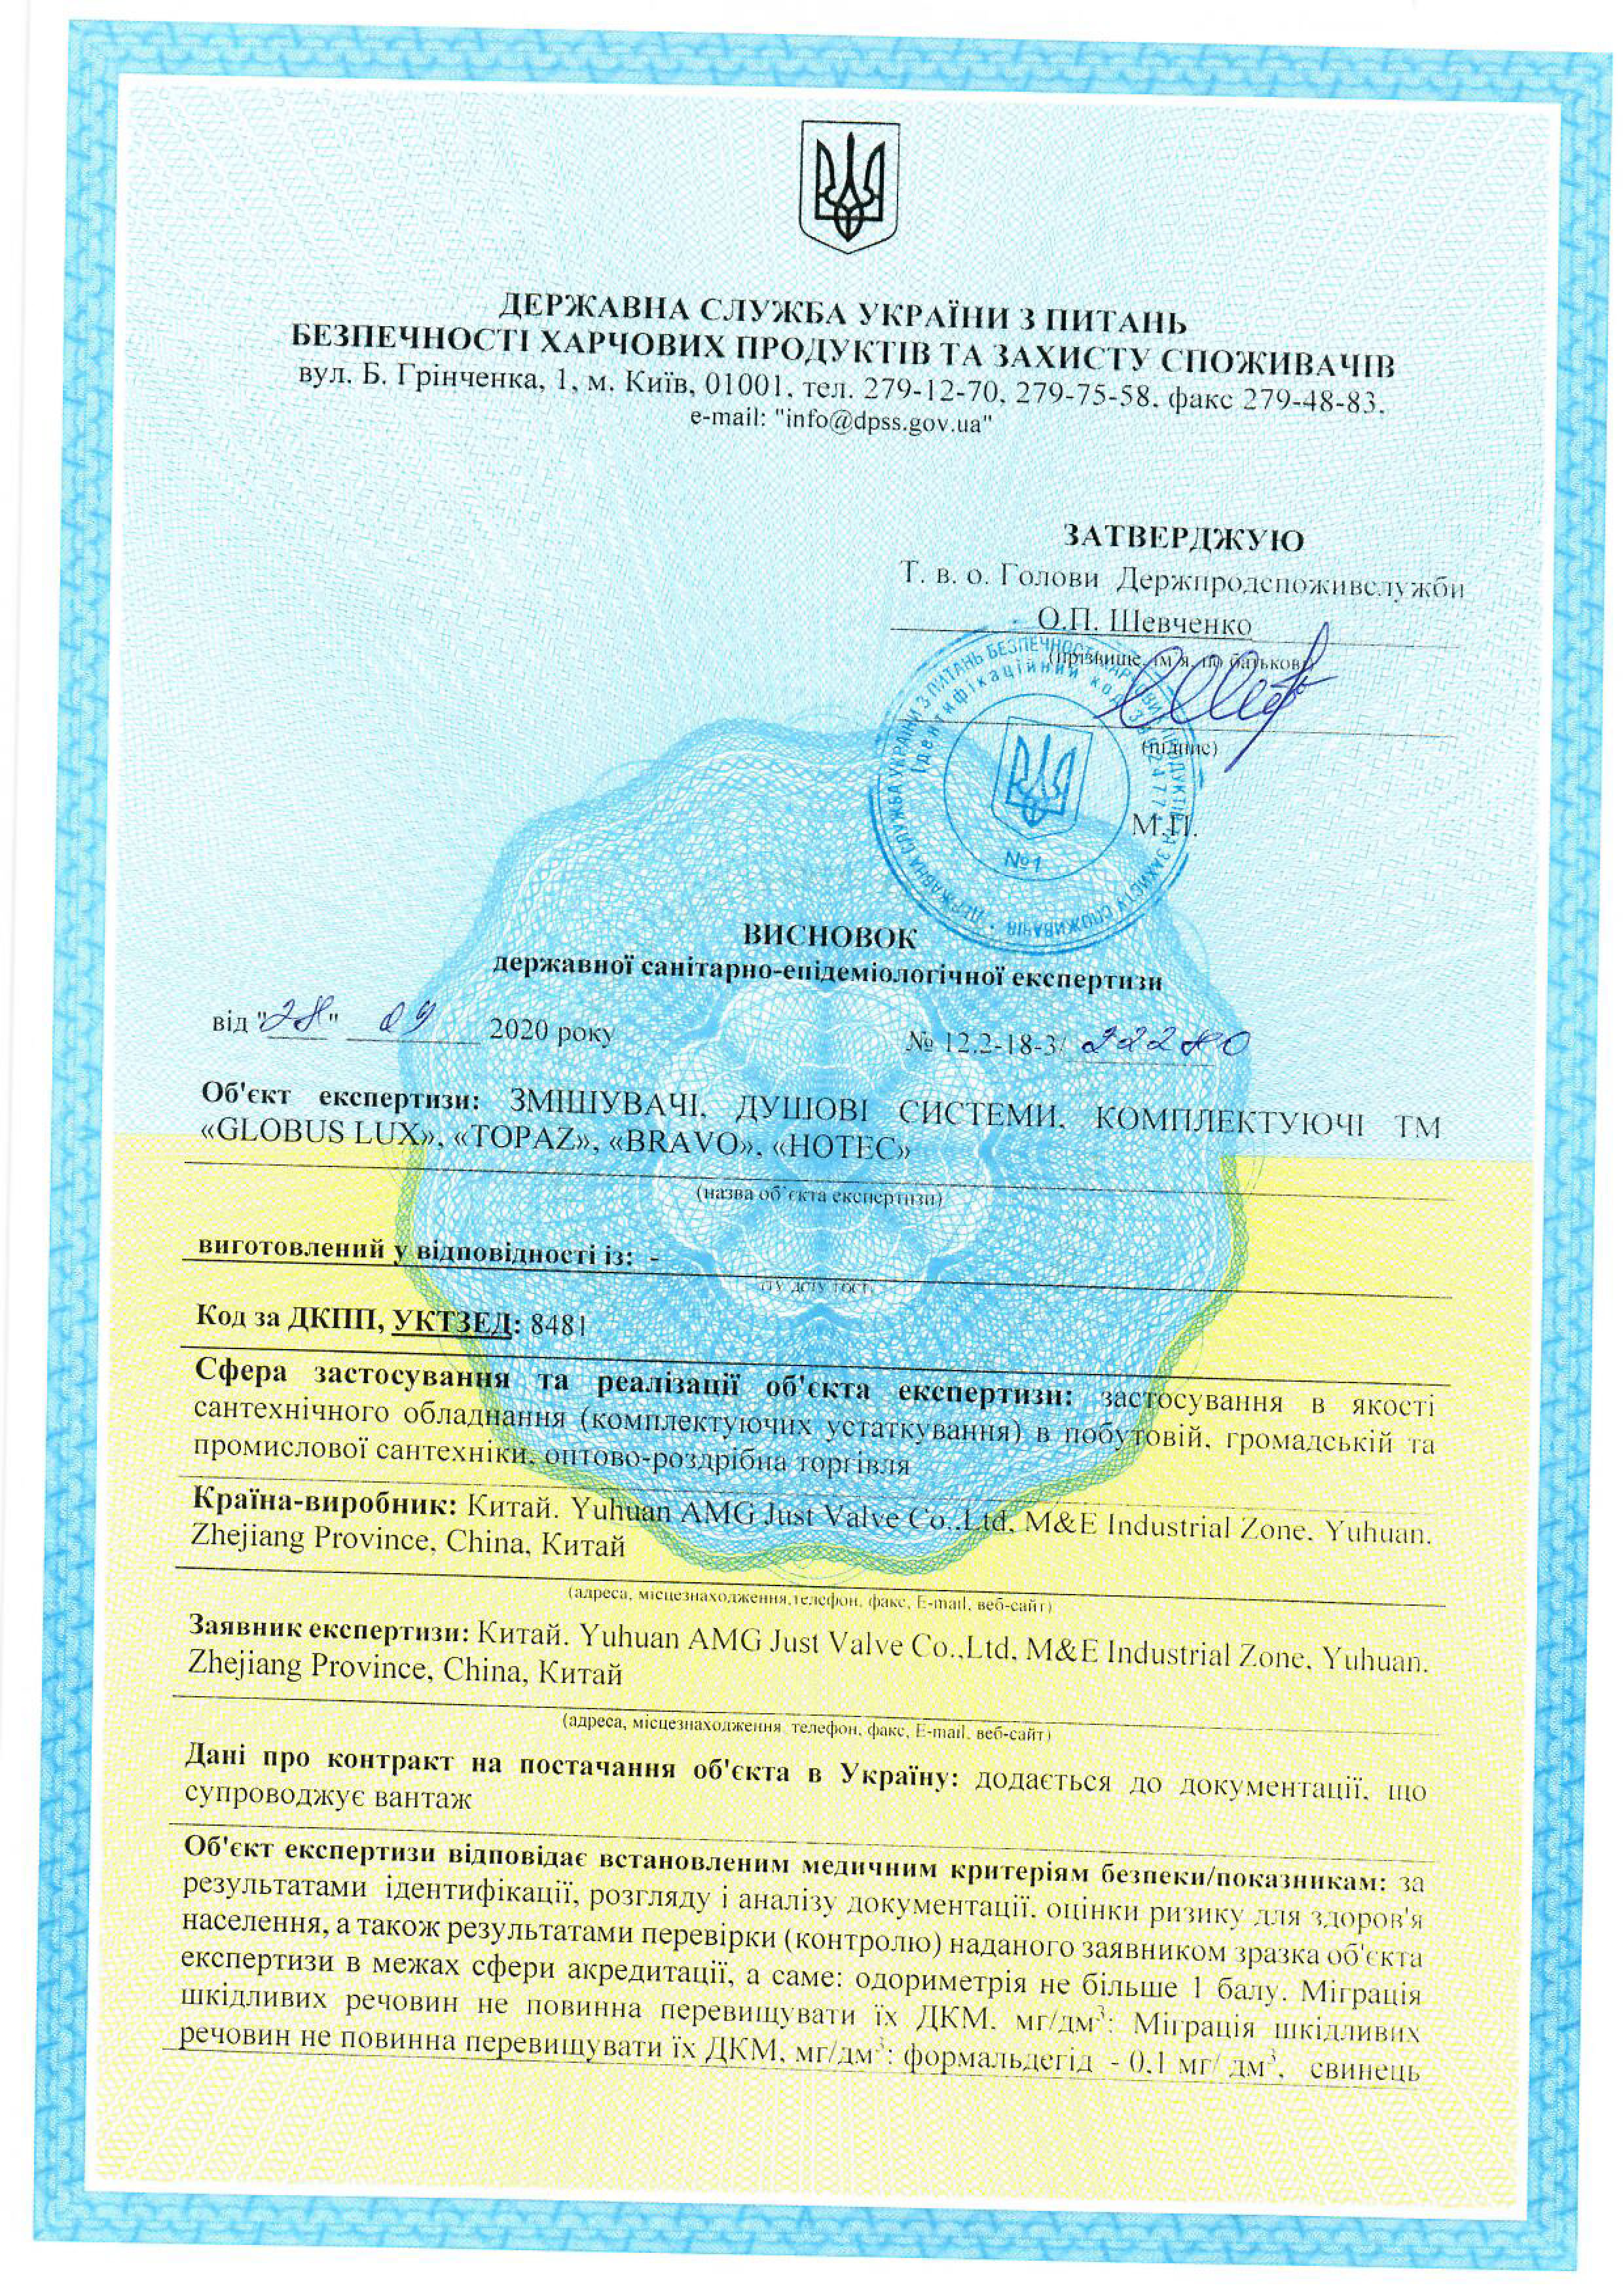 ДЕРЖАВНА СЛУЖБА УКРАЇНИ З ПИТАНЬ
БЕЗПЕЧНОСТІ ХАРЧОВИХ ПРОДУКТІВ ТА ЗАХИСТУ СПОЖИВАЧІВ
вул. Б. Грінченка, 1, м. Київ, 01001, тел. 279-12-70, 279-75-58, факс 279-48-83,
e-mail: "info@dpss.gov.ua"
ЗАТВЕРДЖУЮ
Т. в. о. Голови Держпродспоживслужби
О.П. Шевченко
(прізвище, ім'я, по батькові)
(підпис)
М.П.
ДЕРЖАВНА СЛУЖБА УКРАЇНИ З ПИТАНЬ БЕЗПЕЧНОСТІ ХАРЧОВИХ ПРОДУКТІВ ТА ЗАХИСТУ СПОЖИВАЧІВ
Ідентифікаційний код
№1
ВИСНОВОК
державної санітарно-епідеміологічної експертизи
від "28" 09 2020 року № 12.2-18-3/ 22280
Об'єкт експертизи: ЗМІШУВАЧІ, ДУШОВІ СИСТЕМИ, КОМПЛЕКТУЮЧІ ТМ
«GLOBUS LUX», «TOPAZ», «BRAVO», «HOTEC»
(назва об'єкта експертизи)
виготовлений у відповідності із: -
(ТУ, ДСТУ, ГОСТ)
Код за ДКПП, УКТЗЕД: 8481
Сфера застосування та реалізації об'єкта експертизи: застосування в якості
сантехнічного обладнання (комплектуючих устаткування) в побутовій, громадській та
промислової сантехніки, оптово-роздрібна торгівля
Країна-виробник: Китай. Yuhuan AMG Just Valve Co.,Ltd, M&E Industrial Zone. Yuhuan.
Zhejiang Province, China, Китай
(адреса, місцезнаходження,телефон, факс, E-mail, веб-сайт)
Заявник експертизи: Китай. Yuhuan AMG Just Valve Co.,Ltd, M&E Industrial Zone, Yuhuan.
Zhejiang Province, China, Китай
(адреса, місцезнаходження, телефон, факс, E-mail, веб-сайт)
Дані про контракт на постачання об'єкта в Україну: додається до документації, що
супроводжує вантаж
Об'єкт експертизи відповідає встановленим медичним критеріям безпеки/показникам: за
результатами ідентифікації, розгляду і аналізу документації, оцінки ризику для здоров'я
населення, а також результатами перевірки (контролю) наданого заявником зразка об'єкта
експертизи в межах сфери акредитації, а саме: одориметрія не більше 1 балу. Міграція
шкідливих речовин не повинна перевищувати їх ДКМ, мг/дм³: Міграція шкідливих
речовин не повинна перевищувати їх ДКМ, мг/дм³: формальдегід - 0,1 мг/ дм³, свинець